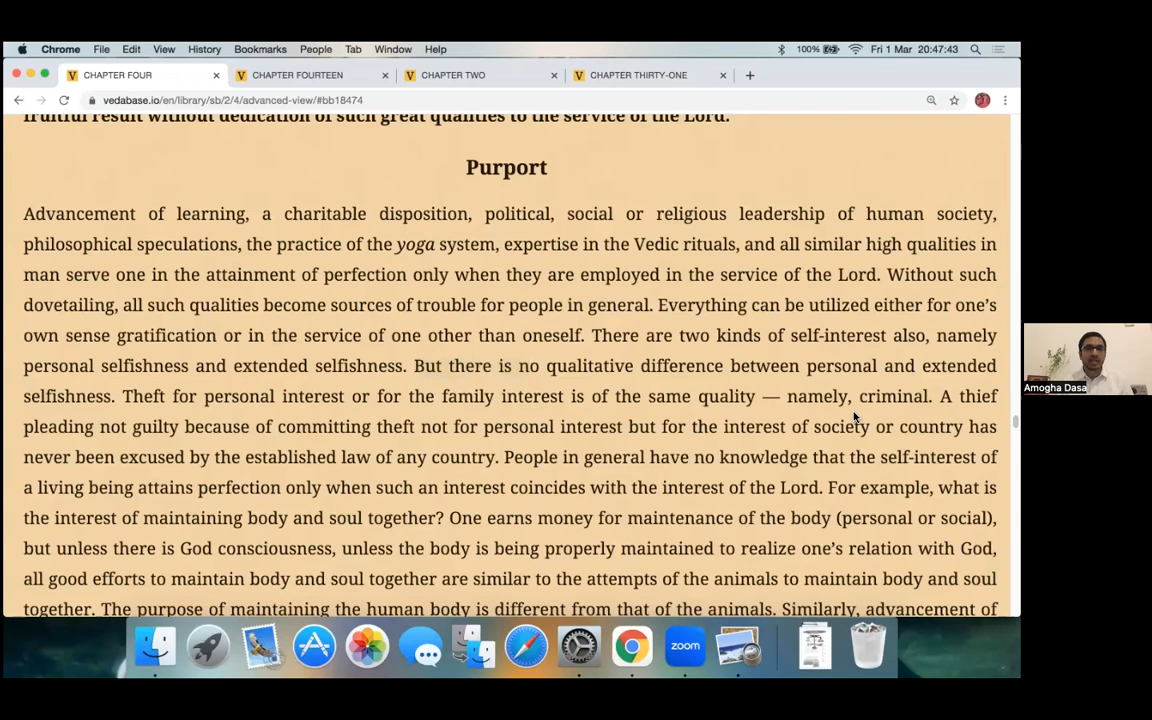 Chrome File Edit View History Bookmarks People Tab Window Help 100% Fri 1 Mar 20:47:43
CHAPTER FOUR CHAPTER FOURTEEN CHAPTER TWO CHAPTER THIRTY-ONE
vedabase.io/en/library/sb/2/4/advanced-view/#bb18474
fruitful result without dedication of such great qualities to the service of the Lord.
Purport
Advancement of learning, a charitable disposition, political, social or religious leadership of human society,
philosophical speculations, the practice of the yoga system, expertise in the Vedic rituals, and all similar high qualities in
man serve one in the attainment of perfection only when they are employed in the service of the Lord. Without such
dovetailing, all such qualities become sources of trouble for people in general. Everything can be utilized either for one's
own sense gratification or in the service of one other than oneself. There are two kinds of self-interest also, namely
personal selfishness and extended selfishness. But there is no qualitative difference between personal and extended
selfishness. Theft for personal interest or for the family interest is of the same quality — namely, criminal. A thief
pleading not guilty because of committing theft not for personal interest but for the interest of society or country has
never been excused by the established law of any country. People in general have no knowledge that the self-interest of
a living being attains perfection only when such an interest coincides with the interest of the Lord. For example, what is
the interest of maintaining body and soul together? One earns money for maintenance of the body (personal or social),
but unless there is God consciousness, unless the body is being properly maintained to realize one's relation with God,
all good efforts to maintain body and soul together are similar to the attempts of the animals to maintain body and soul
together. The purpose of maintaining the human body is different from that of the animals. Similarly, advancement of
Amogha Dasa
zoom